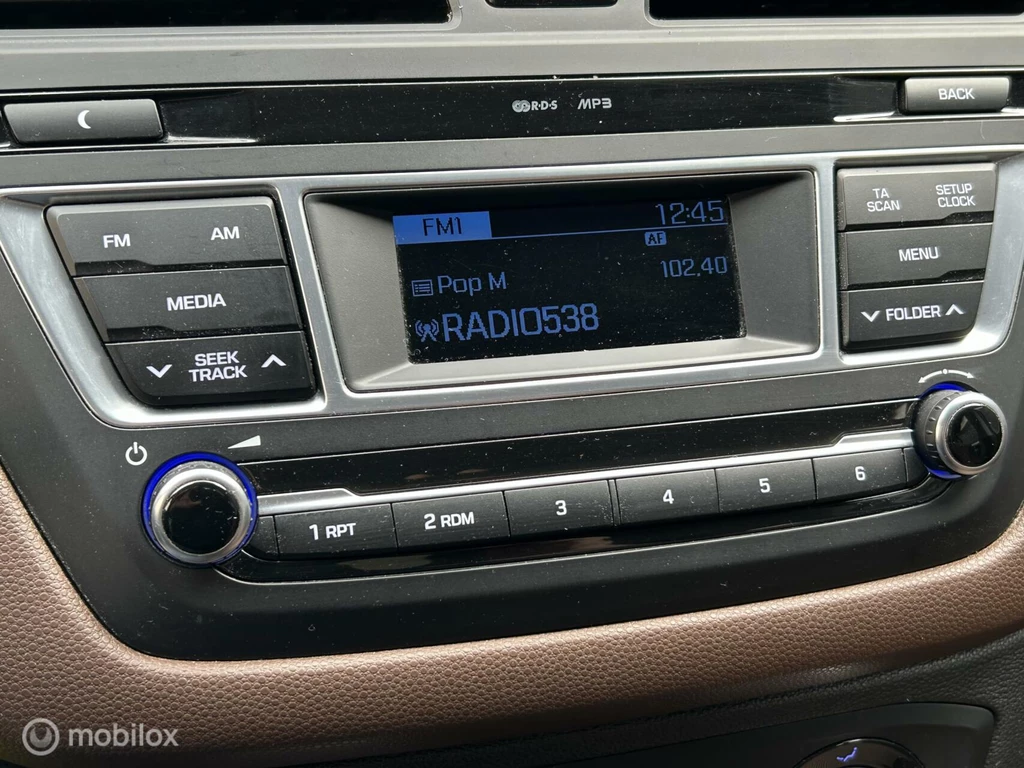 R·D·S MP3
BACK
FM AM
MEDIA
SEEK
TRACK
FM1 12:45
AF
Pop M 102,40
RADIO538
TA
SCAN
SETUP
CLOCK
MENU
FOLDER
1 RPT 2 RDM 3 4 5 6
mobilox